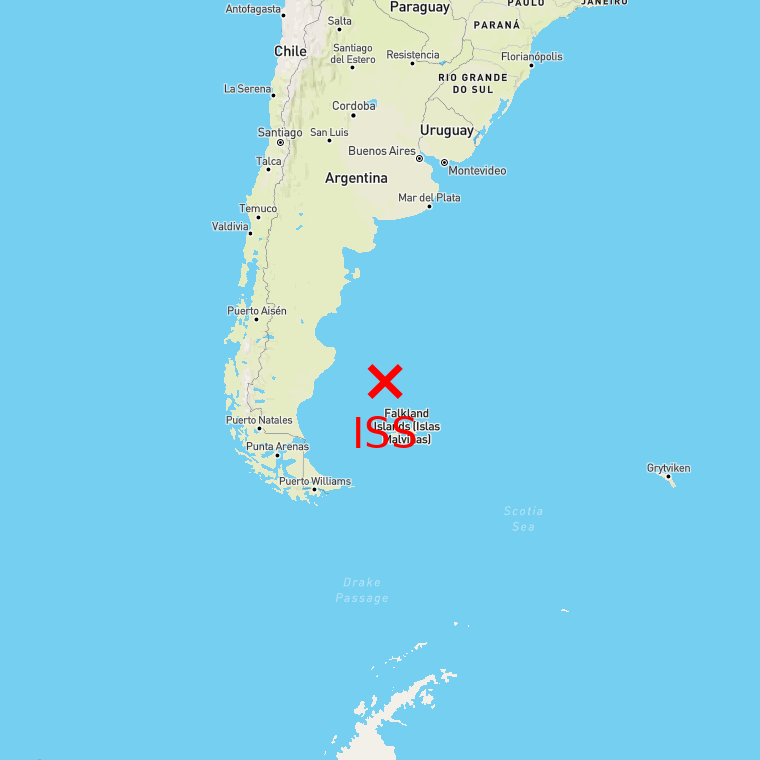 Antofagasta
Paraguay
PAULO
JANEIRO
Salta
PARANÁ
Chile
Santiago
del Estero
Resistencia
Florianópolis
RIO GRANDE
DO SUL
La Serena
Cordoba
Santiago
San Luis
Uruguay
Buenos Aires
Talca
Montevideo
Argentina
Mar del Plata
Temuco
Valdivia
Puerto Aisén
Falkland
Islands (Islas
Malvinas)
ISS
Puerto Natales
Punta Arenas
Puerto Williams
Grytviken
Scotia
Sea
Drake
Passage